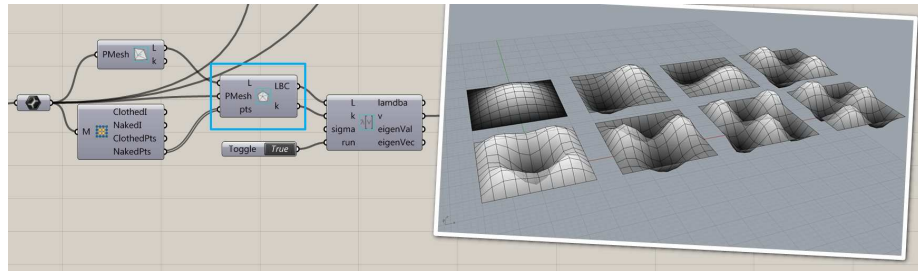 PMesh
L
k
M
ClothedI
NakedI
ClothedPts
NakedPts
L
PMesh
pts
LBC
k
Toggle True
L
k
sigma
run
λ[v]
lamdba
v
eigenVal
eigenVec